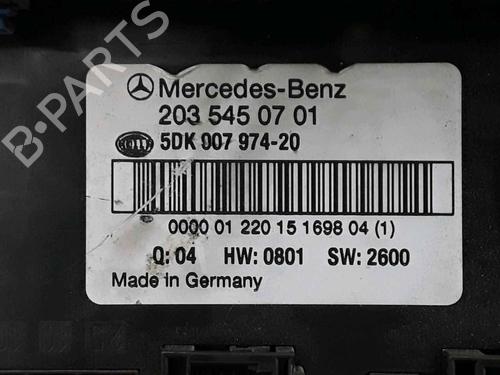 Mercedes-Benz
203 545 07 01
HELLA 5DK 007 974-20
0000 01 220 15 1698 04 (1)
Q: 04 HW: 0801 SW: 2600
Made in Germany
B-PARTS